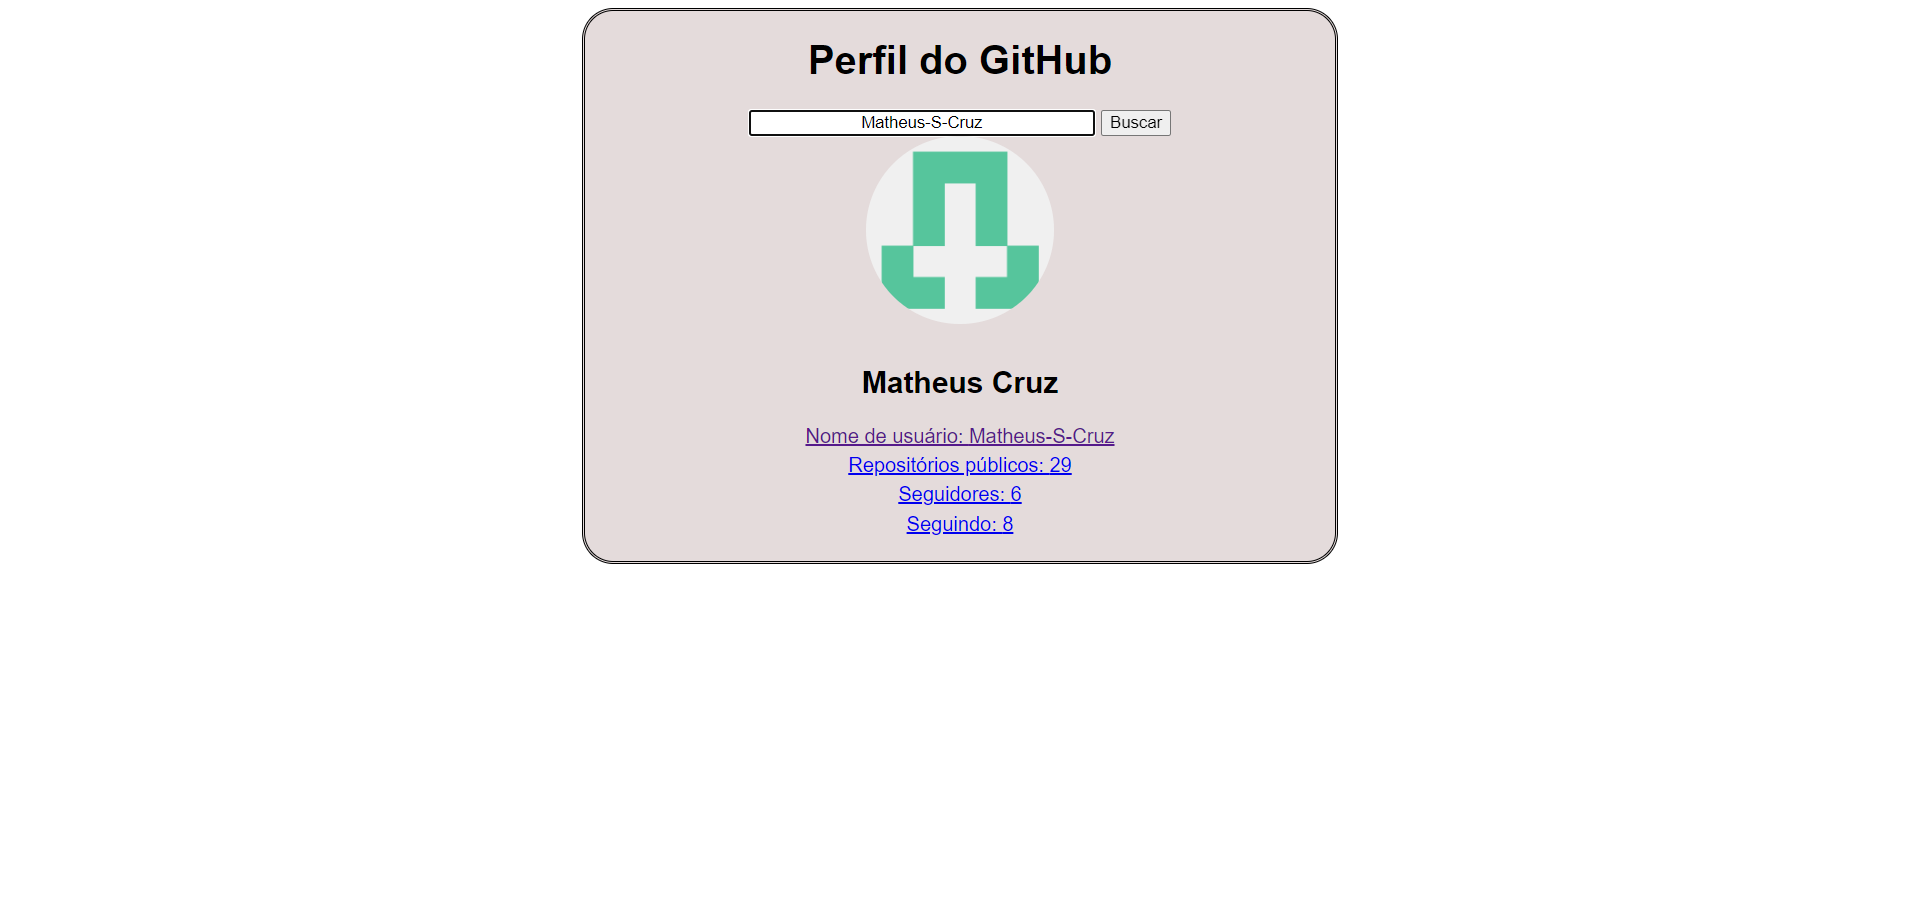 Perfil do GitHub
Matheus-S-Cruz Buscar
Matheus Cruz
Nome de usuário: Matheus-S-Cruz
Repositórios públicos: 29
Seguidores: 6
Seguindo: 8